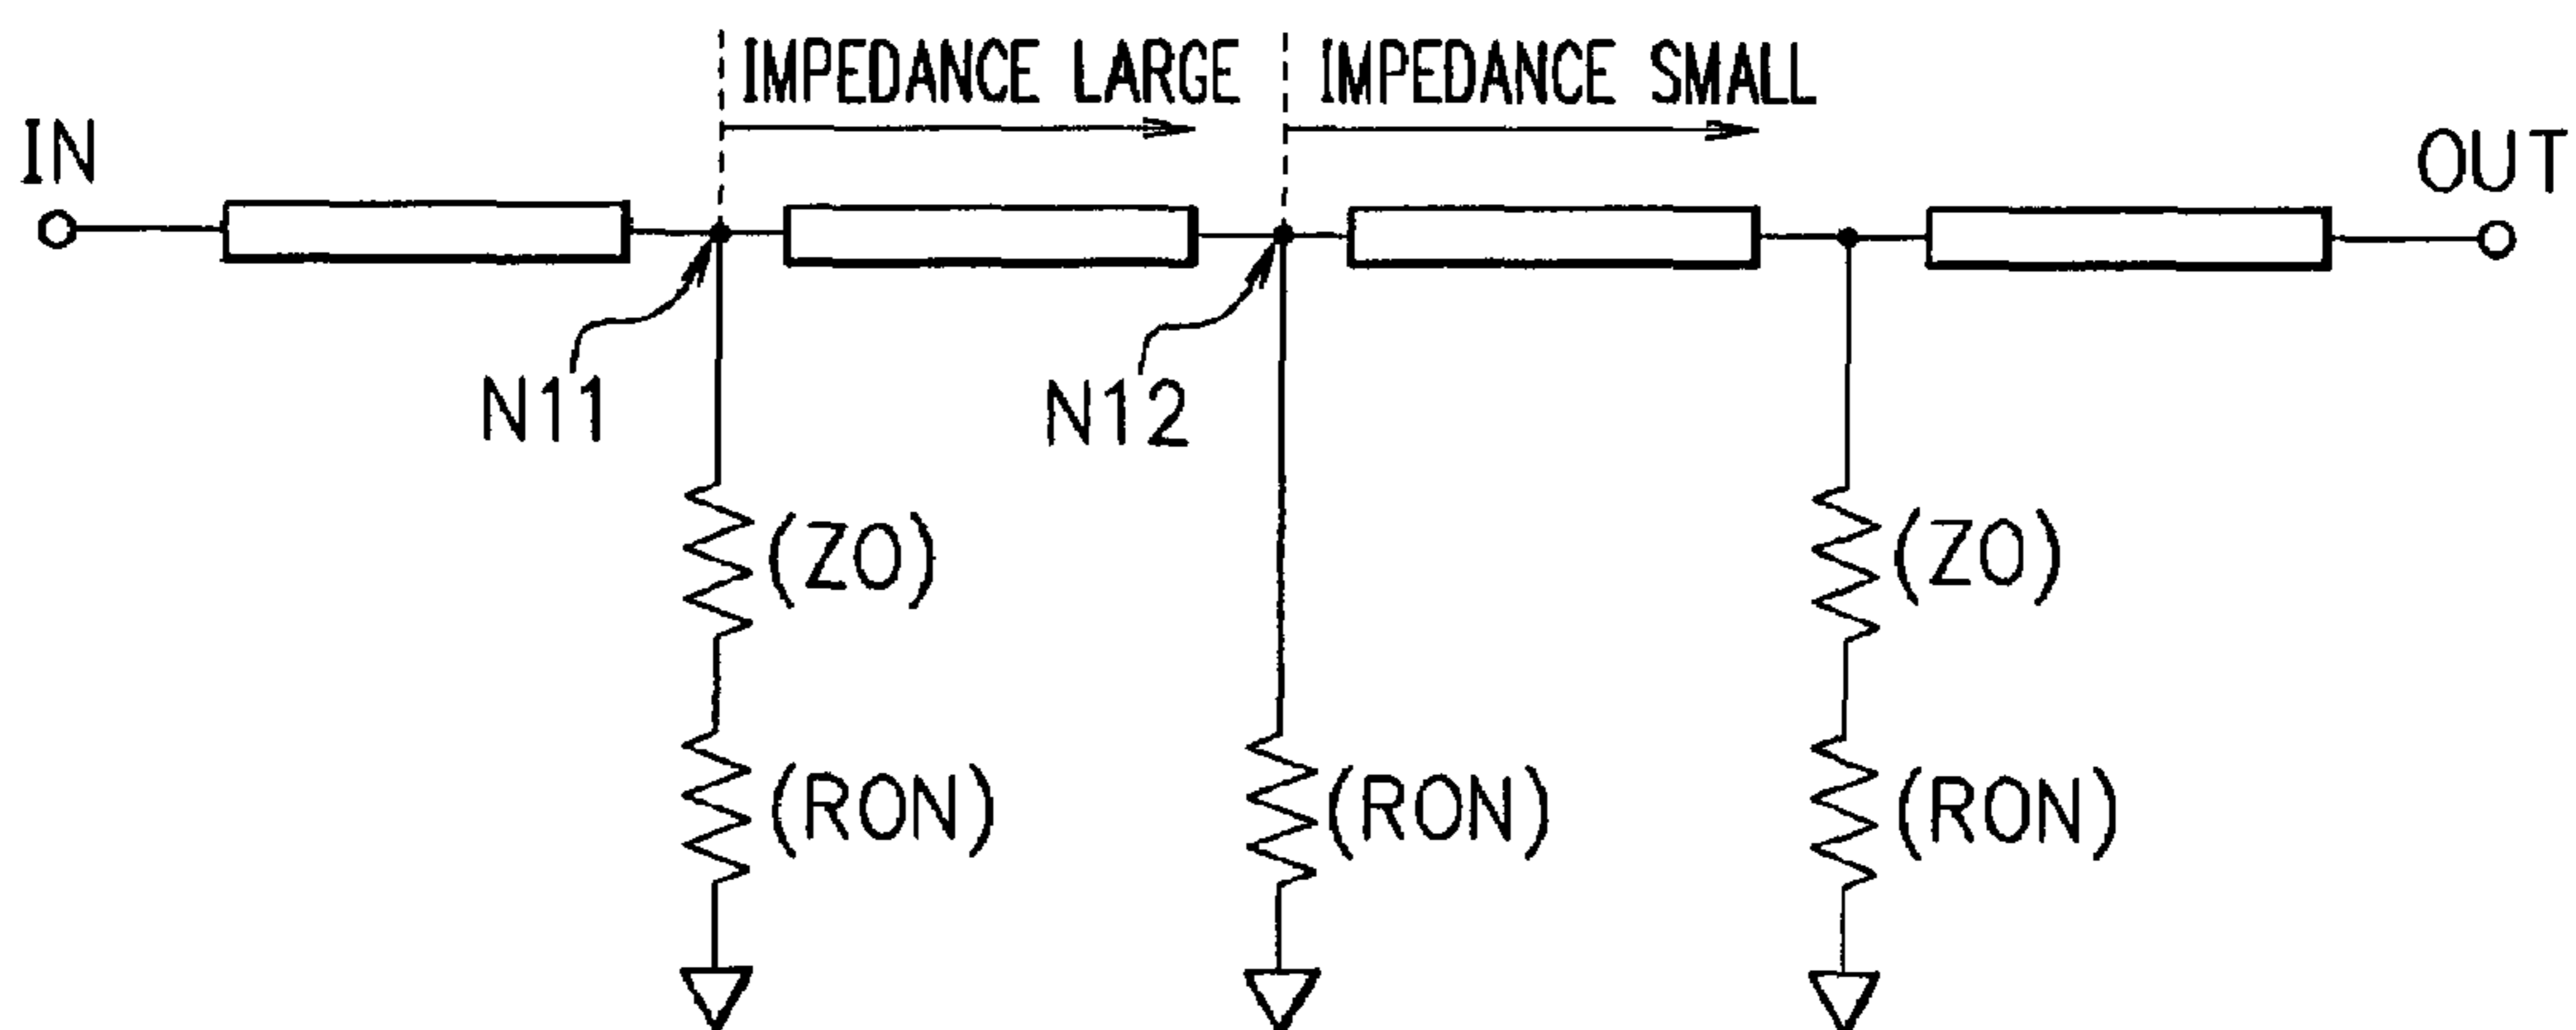 IMPEDANCE LARGE
IMPEDANCE SMALL
IN
OUT
N11
N12
(ZO)
(ZO)
(RON)
(RON)
(RON)